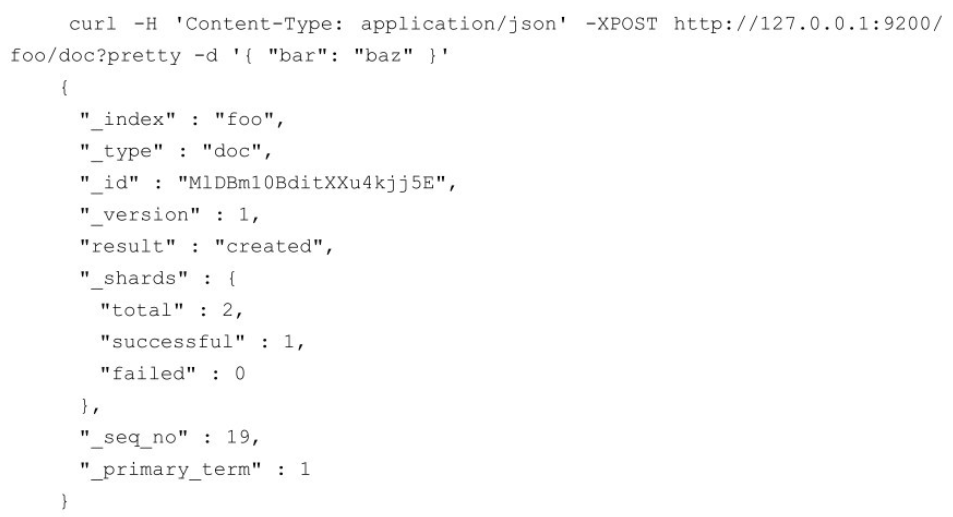 curl -H 'Content-Type: application/json' -XPOST http://127.0.0.1:9200/
foo/doc?pretty -d '{ "bar": "baz" }'
{
"_index" : "foo",
"_type" : "doc",
"_id" : "MlDBm10BditXXu4kjj5E",
"_version" : 1,
"result" : "created",
"_shards" : {
"total" : 2,
"successful" : 1,
"failed" : 0
},
"_seq_no" : 19,
"_primary_term" : 1
}